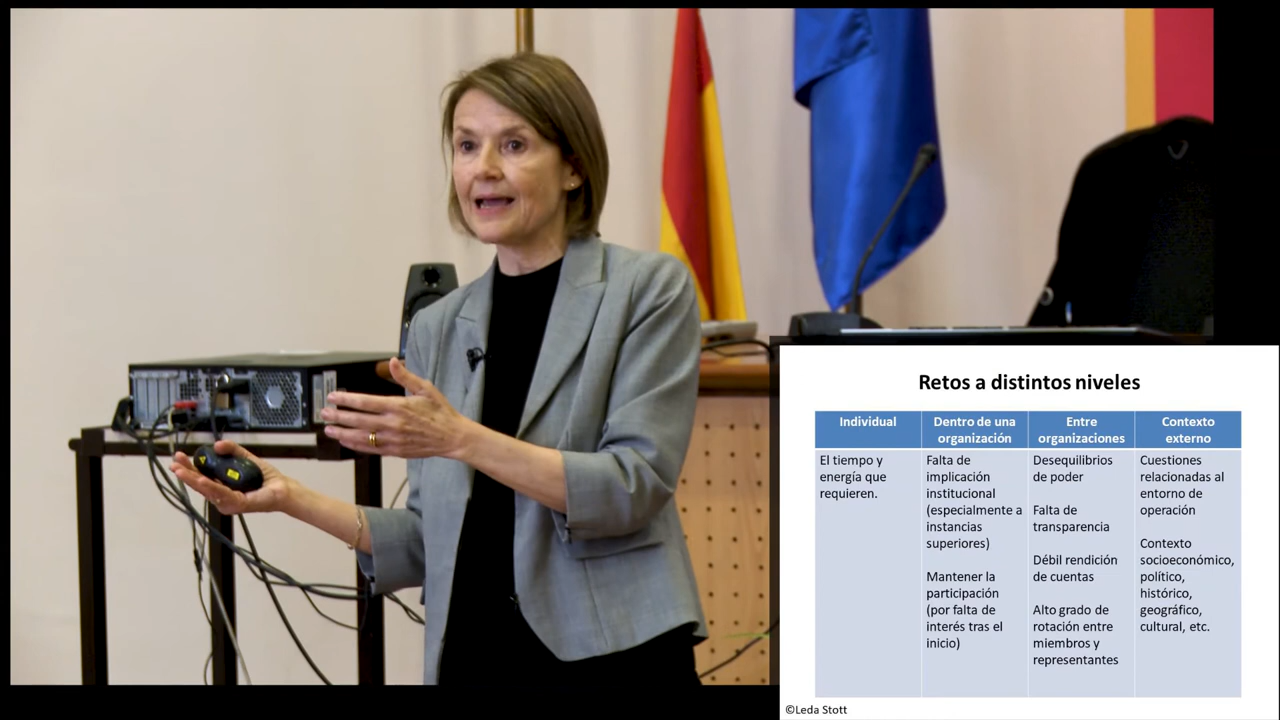 Retos a distintos niveles
Individual
Dentro de una
organización
Entre
organizaciones
Contexto
externo
El tiempo y
energía que
requieren.
Falta de
implicación
institucional
(especialmente a
instancias
superiores)
Mantener la
participación
(por falta de
interés tras el
inicio)
Desequilibrios
de poder
Falta de
transparencia
Débil rendición
de cuentas
Alto grado de
rotación entre
miembros y
representantes
Cuestiones
relacionadas al
entorno de
operación
Contexto
socioeconómico,
político,
histórico,
geográfico,
cultural, etc.
©Leda Stott